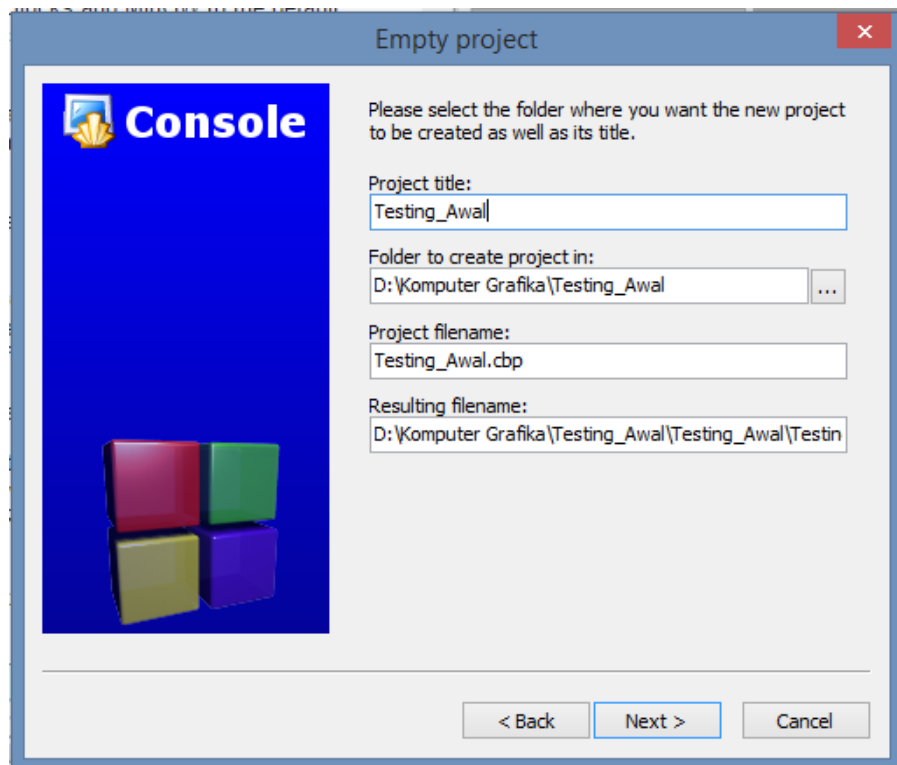 Empty project
Console
Please select the folder where you want the new project
to be created as well as its title.
Project title:
Testing_Awal
Folder to create project in:
D:\Komputer Grafika\Testing_Awal
...
Project filename:
Testing_Awal.cbp
Resulting filename:
D:\Komputer Grafika\Testing_Awal\Testing_Awal\Testin
< Back
Next >
Cancel